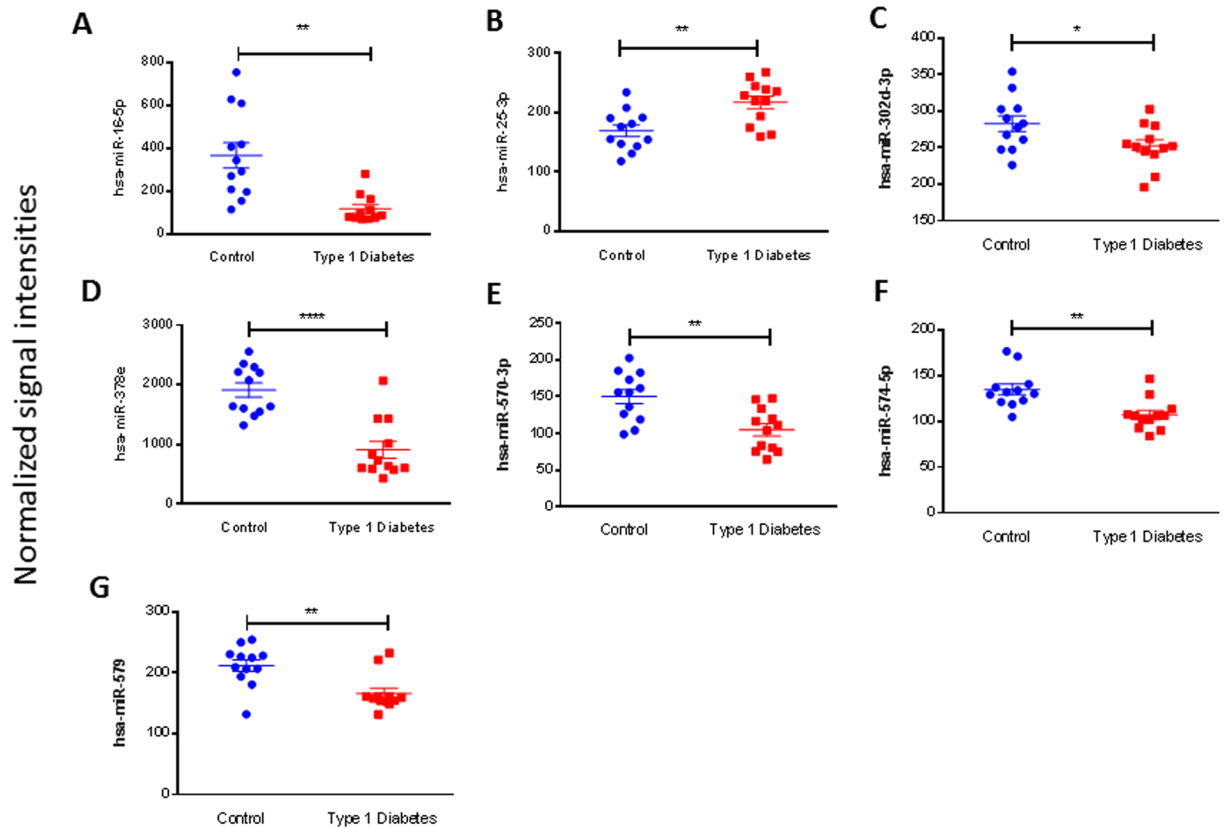 Normalized signal intensities
A
**
hsa-miR-16-5p
800
600
400
200
0
Control
Type 1 Diabetes
B
**
hsa-miR-25-3p
300
200
100
0
Control
Type 1 Diabetes
C
*
hsa-miR-302d-3p
400
350
300
250
200
150
Control
Type 1 Diabetes
D
****
hsa-miR-378e
3000
2000
1000
0
Control
Type 1 Diabetes
E
**
hsa-miR-570-3p
250
200
150
100
50
0
Control
Type 1 Diabetes
F
**
hsa-miR-574-5p
200
150
100
50
0
Control
Type 1 Diabetes
G
**
hsa-miR-579
300
200
100
0
Control
Type 1 Diabetes